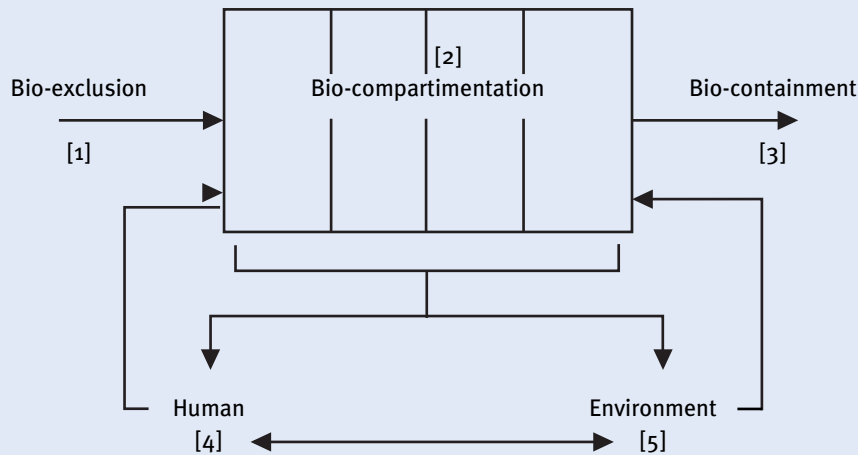 [2]
Bio-exclusion Bio-compartimentation Bio-containment
[1] [3]
Human Environment
[4] [5]